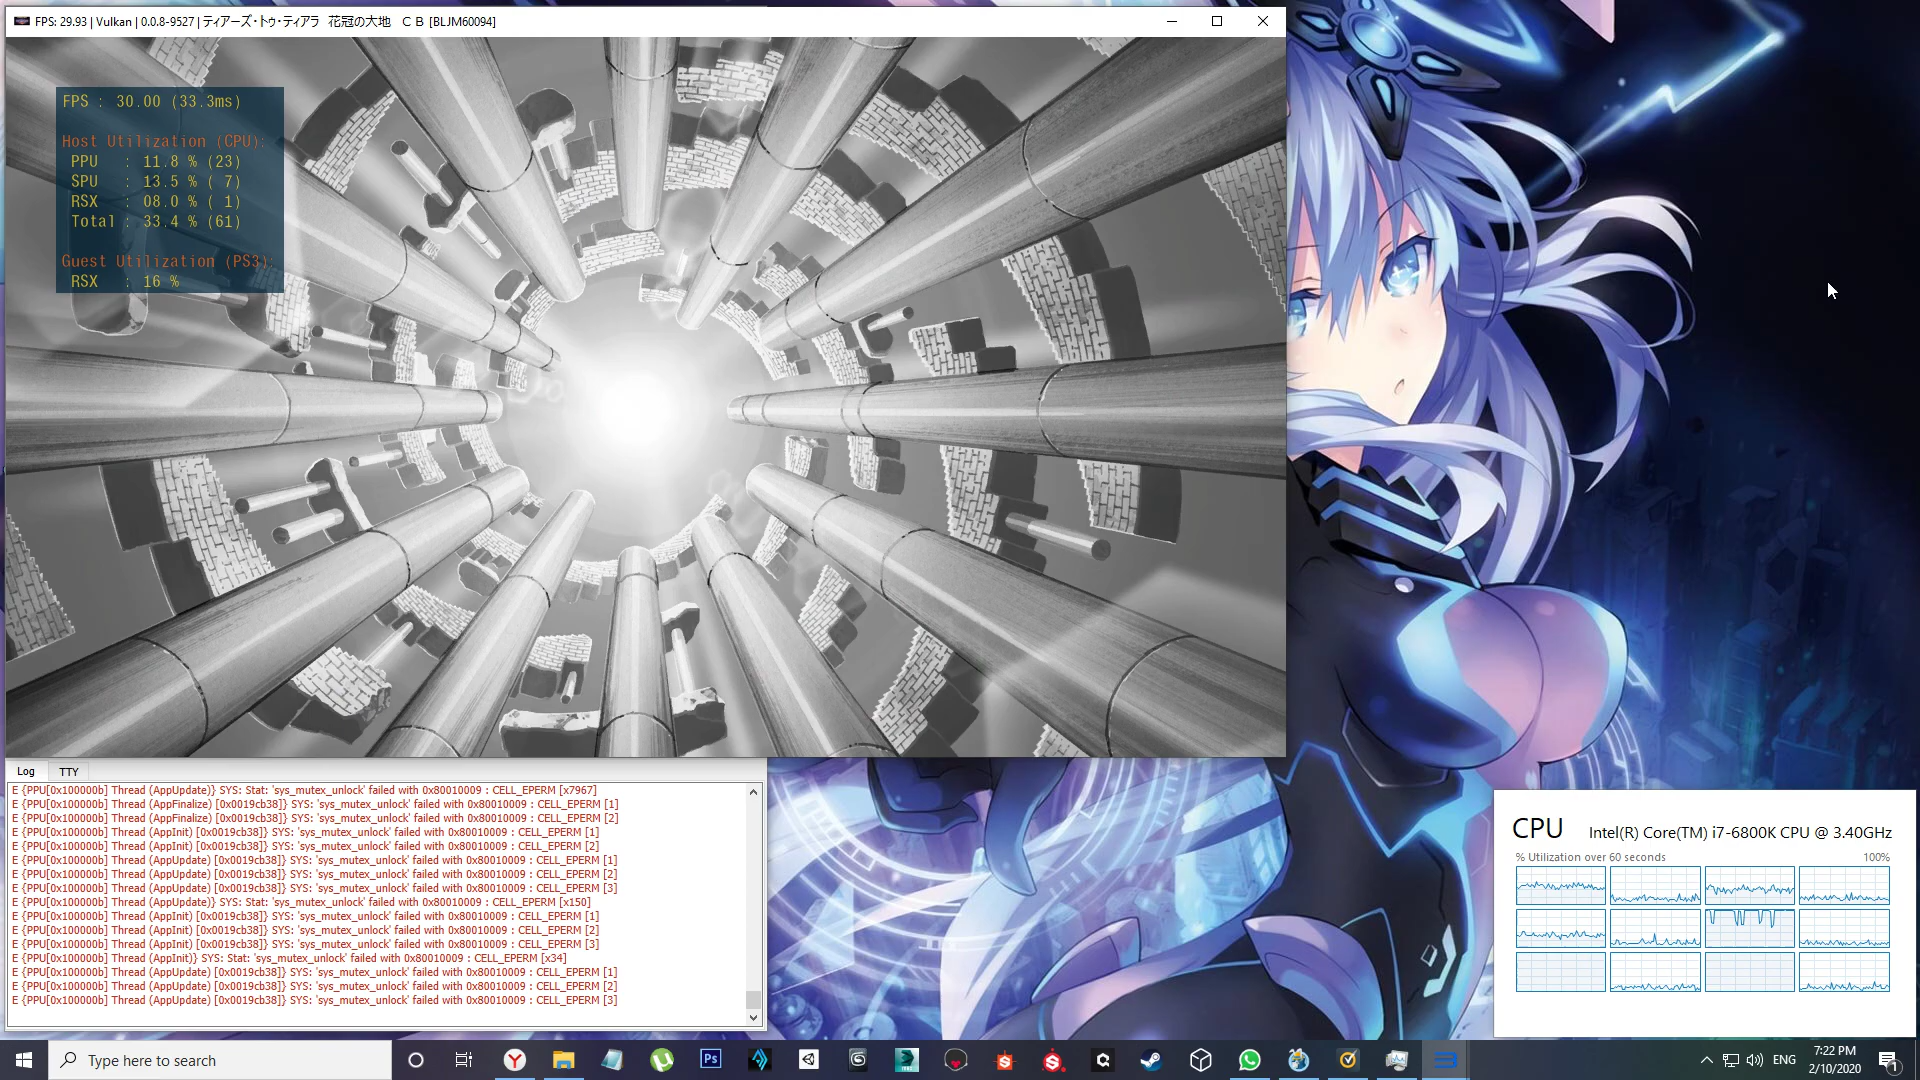 FPS: 29.93 | Vulkan | 0.0.8-9527 | ティアーズ・トゥ・ティアラ　花冠の大地　ＣＢ [BLJM60094]
FPS : 30.00 (33.3ms)
Host Utilization (CPU):
PPU : 11.8 % (23)
SPU : 13.5 % ( 7)
RSX : 08.0 % ( 1)
Total : 33.4 % (61)
Guest Utilization (PS3):
RSX : 16 %
Log TTY
E {PPU[0x100000b] Thread (AppUpdate)} SYS: Stat: 'sys_mutex_unlock' failed with 0x80010009 : CELL_EPERM [x7967]
E {PPU[0x100000b] Thread (AppFinalize) [0x0019cb38]} SYS: 'sys_mutex_unlock' failed with 0x80010009 : CELL_EPERM [1]
E {PPU[0x100000b] Thread (AppFinalize) [0x0019cb38]} SYS: 'sys_mutex_unlock' failed with 0x80010009 : CELL_EPERM [2]
E {PPU[0x100000b] Thread (AppInit) [0x0019cb38]} SYS: 'sys_mutex_unlock' failed with 0x80010009 : CELL_EPERM [1]
E {PPU[0x100000b] Thread (AppInit) [0x0019cb38]} SYS: 'sys_mutex_unlock' failed with 0x80010009 : CELL_EPERM [2]
E {PPU[0x100000b] Thread (AppUpdate) [0x0019cb38]} SYS: 'sys_mutex_unlock' failed with 0x80010009 : CELL_EPERM [1]
E {PPU[0x100000b] Thread (AppUpdate) [0x0019cb38]} SYS: 'sys_mutex_unlock' failed with 0x80010009 : CELL_EPERM [2]
E {PPU[0x100000b] Thread (AppUpdate) [0x0019cb38]} SYS: 'sys_mutex_unlock' failed with 0x80010009 : CELL_EPERM [3]
E {PPU[0x100000b] Thread (AppUpdate)} SYS: Stat: 'sys_mutex_unlock' failed with 0x80010009 : CELL_EPERM [x150]
E {PPU[0x100000b] Thread (AppInit) [0x0019cb38]} SYS: 'sys_mutex_unlock' failed with 0x80010009 : CELL_EPERM [1]
E {PPU[0x100000b] Thread (AppInit) [0x0019cb38]} SYS: 'sys_mutex_unlock' failed with 0x80010009 : CELL_EPERM [2]
E {PPU[0x100000b] Thread (AppInit) [0x0019cb38]} SYS: 'sys_mutex_unlock' failed with 0x80010009 : CELL_EPERM [3]
E {PPU[0x100000b] Thread (AppInit)} SYS: Stat: 'sys_mutex_unlock' failed with 0x80010009 : CELL_EPERM [x34]
E {PPU[0x100000b] Thread (AppUpdate) [0x0019cb38]} SYS: 'sys_mutex_unlock' failed with 0x80010009 : CELL_EPERM [1]
E {PPU[0x100000b] Thread (AppUpdate) [0x0019cb38]} SYS: 'sys_mutex_unlock' failed with 0x80010009 : CELL_EPERM [2]
E {PPU[0x100000b] Thread (AppUpdate) [0x0019cb38]} SYS: 'sys_mutex_unlock' failed with 0x80010009 : CELL_EPERM [3]
CPU Intel(R) Core(TM) i7-6800K CPU @ 3.40GHz
% Utilization over 60 seconds 100%
Type here to search
Ps
ENG
7:22 PM
2/10/2020
1